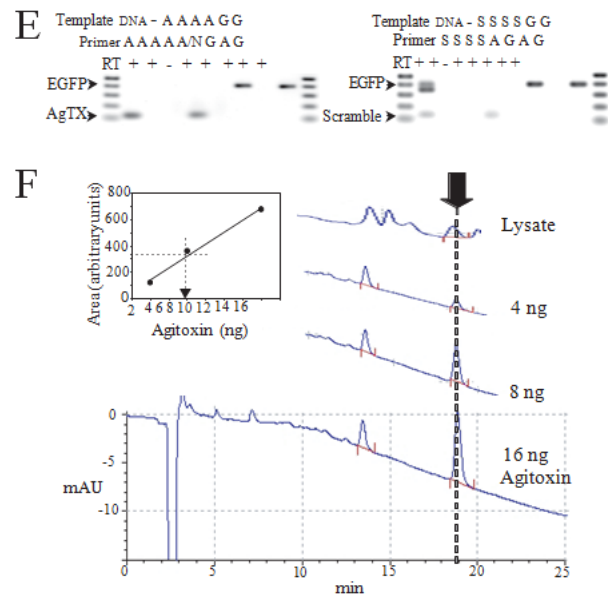 E
Template DNA - A A A A G G
Primer A A A A A/N G A G
RT + + - + + + + +
EGFP
AgTX
Template DNA - S S S S G G
Primer S S S S A G A G
RT + + - + + + + +
EGFP
Scramble
F
Area (arbitrary units)
800
600
400
200
0
2 4 6 8 10 12 14 16
Agitoxin (ng)
Lysate
4 ng
8 ng
16 ng
Agitoxin
0
-5
mAU
-10
0 5 10 15 20 25
min